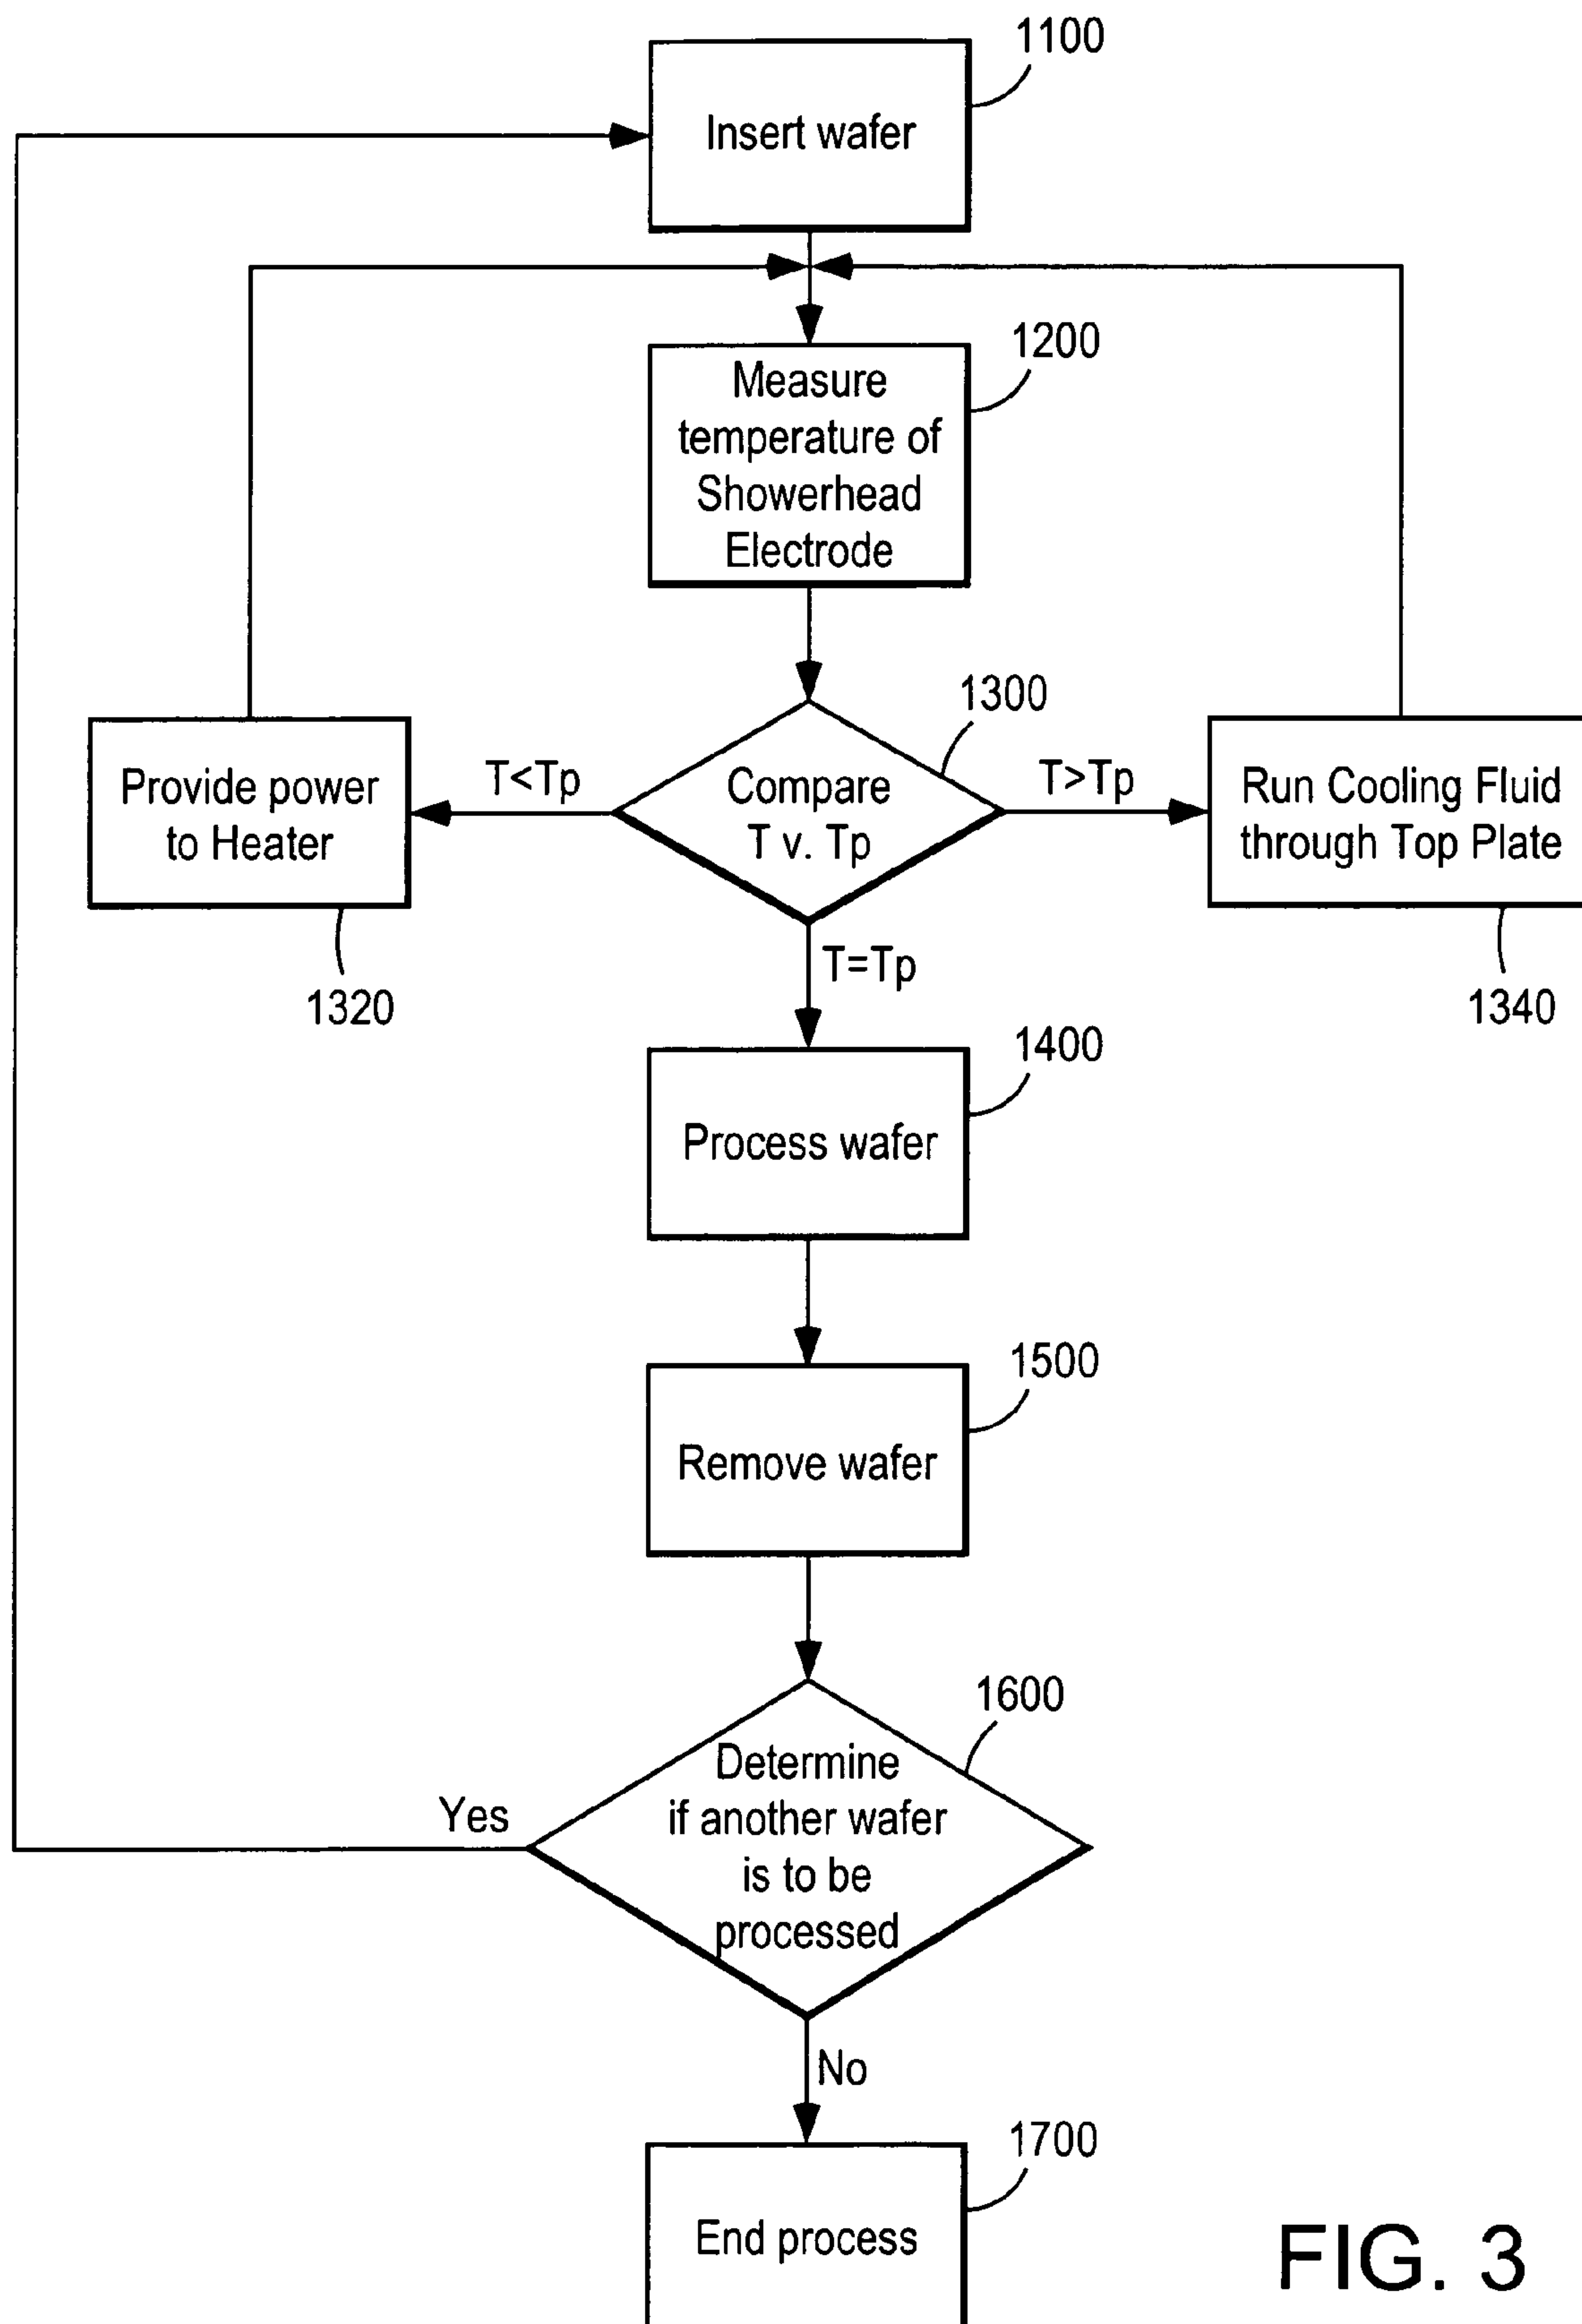 1100
Insert wafer
1200
Measure
temperature of
Showerhead
Electrode
1300
Provide power
to Heater
T<Tp
Compare
T v. Tp
T>Tp
Run Cooling Fluid
through Top Plate
T=Tp
1320
1340
1400
Process wafer
1500
Remove wafer
1600
Determine
if another wafer
is to be
processed
Yes
No
1700
End process
FIG. 3